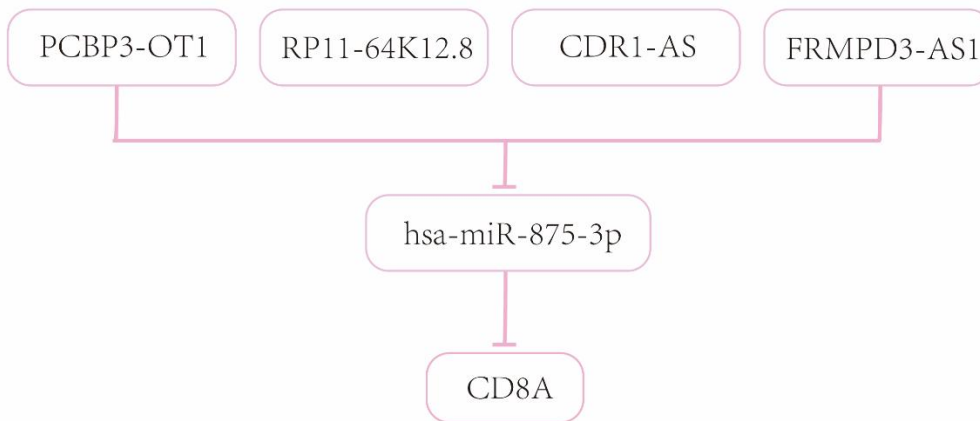 PCBP3-OT1
RP11-64K12.8
CDR1-AS
FRMPD3-AS1
hsa-miR-875-3p
CD8A